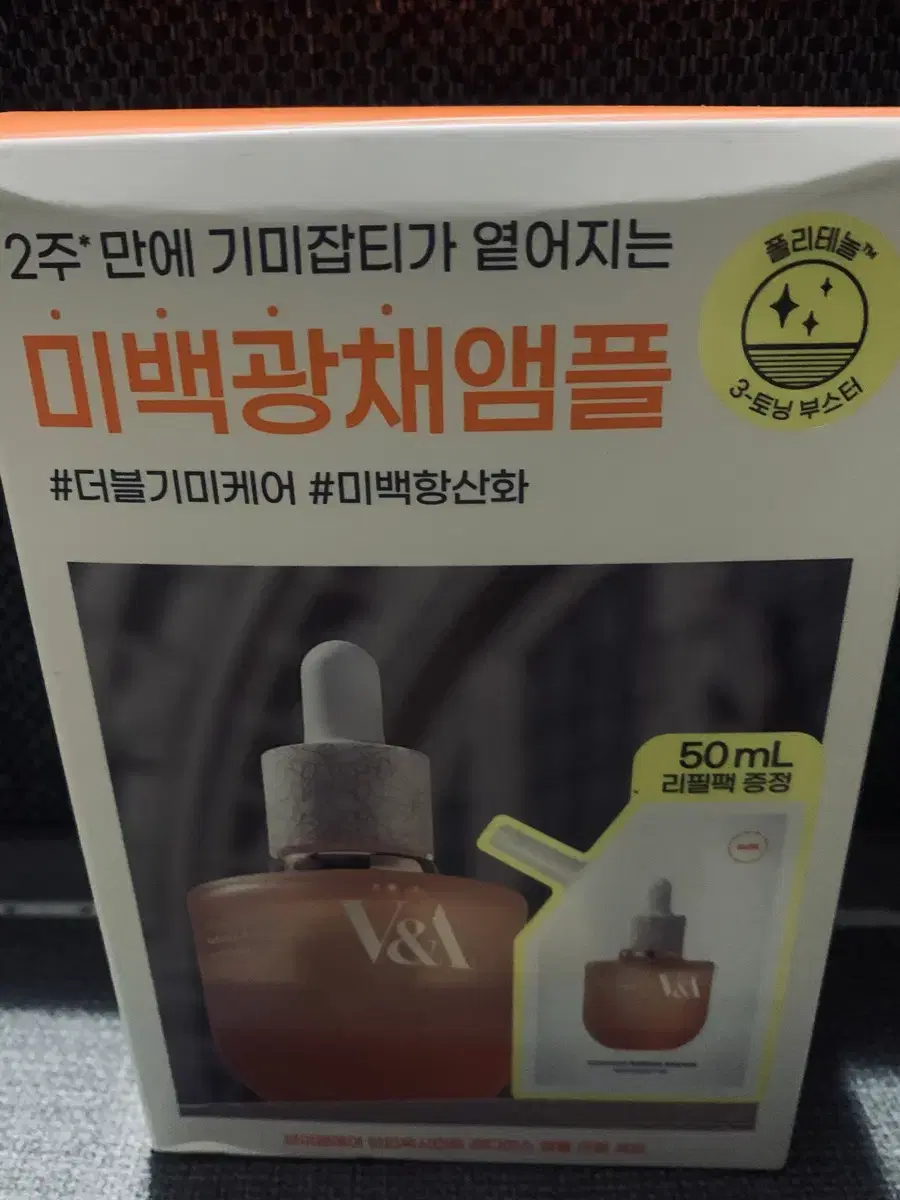 2주* 만에 기미잡티가 옅어지는
미백광채앰플
#더블기미케어 #미백항산화
폴리테놀™
3-토닝 부스터
50mL
리필팩 증정
V&A
V&A